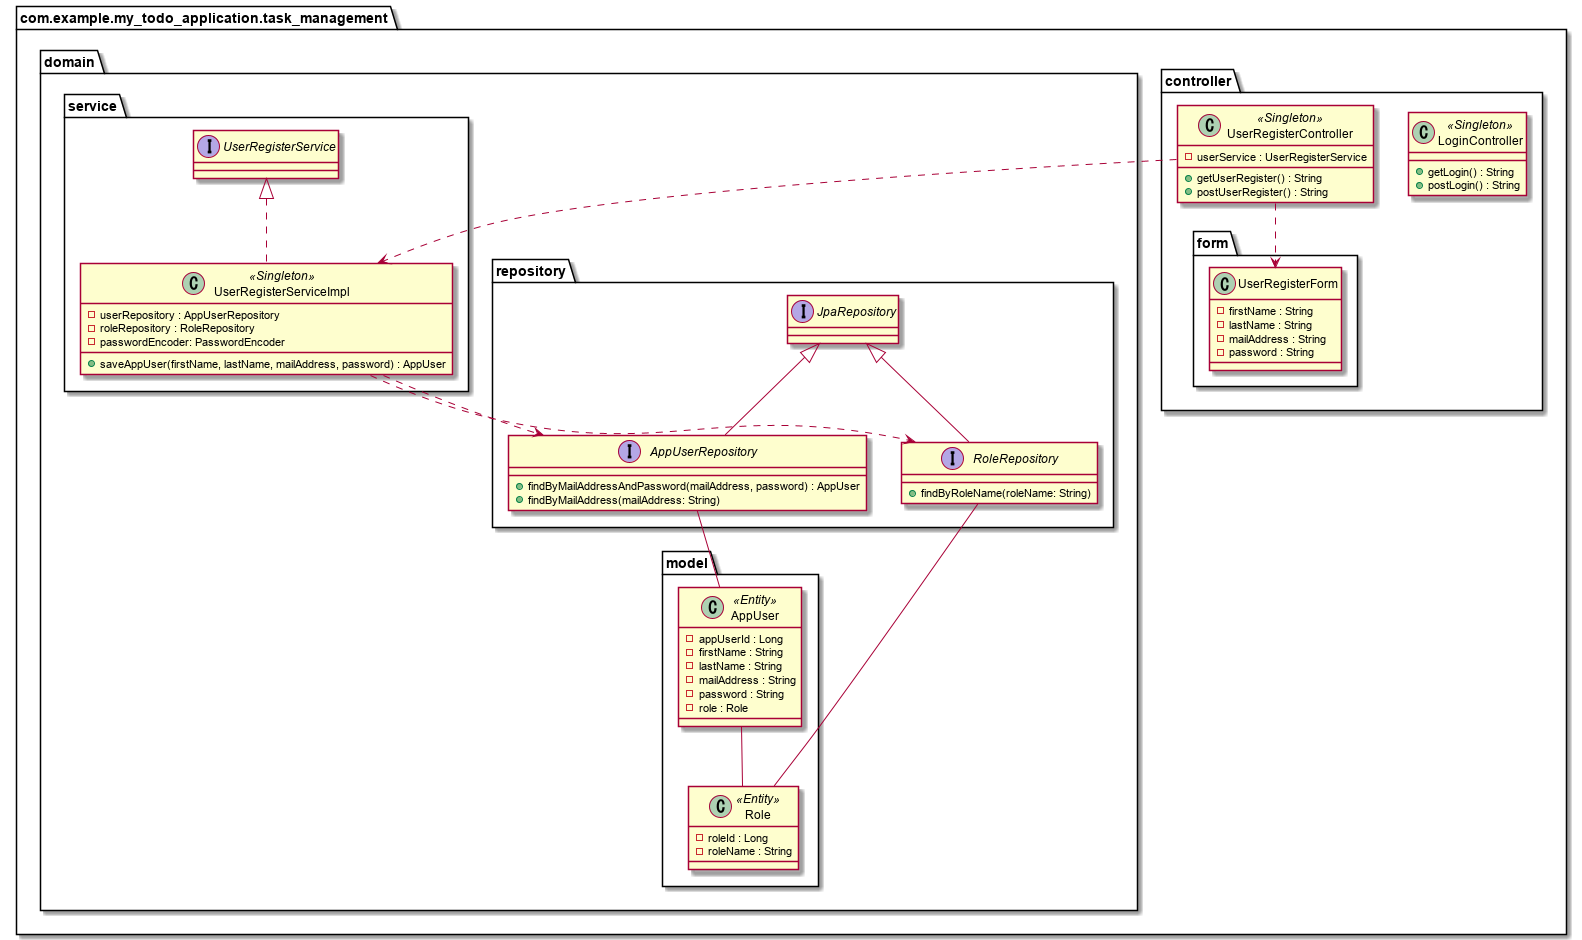 com.example.my_todo_application.task_management
domain
service
I UserRegisterService
C «Singleton»
UserRegisterServiceImpl
userRepository : AppUserRepository
roleRepository : RoleRepository
passwordEncoder: PasswordEncoder
saveAppUser(firstName, lastName, mailAddress, password) : AppUser
repository
I JpaRepository
I AppUserRepository
findByMailAddressAndPassword(mailAddress, password) : AppUser
findByMailAddress(mailAddress: String)
I RoleRepository
findByRoleName(roleName: String)
model
C «Entity»
AppUser
appUserId : Long
firstName : String
lastName : String
mailAddress : String
password : String
role : Role
C «Entity»
Role
roleId : Long
roleName : String
controller
C «Singleton»
UserRegisterController
userService : UserRegisterService
getUserRegister() : String
postUserRegister() : String
C «Singleton»
LoginController
getLogin() : String
postLogin() : String
form
C UserRegisterForm
firstName : String
lastName : String
mailAddress : String
password : String